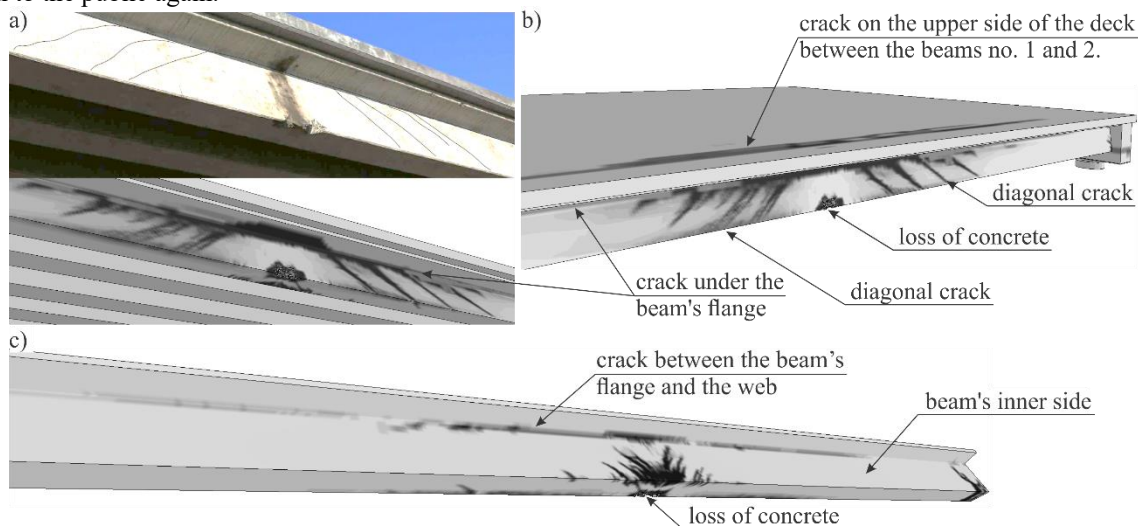 to the public again.
a)
b)
crack on the upper side of the deck
between the beams no. 1 and 2.
diagonal crack
loss of concrete
crack under the
beam's flange
diagonal crack
c)
crack between the beam’s
flange and the web
beam's inner side
loss of concrete